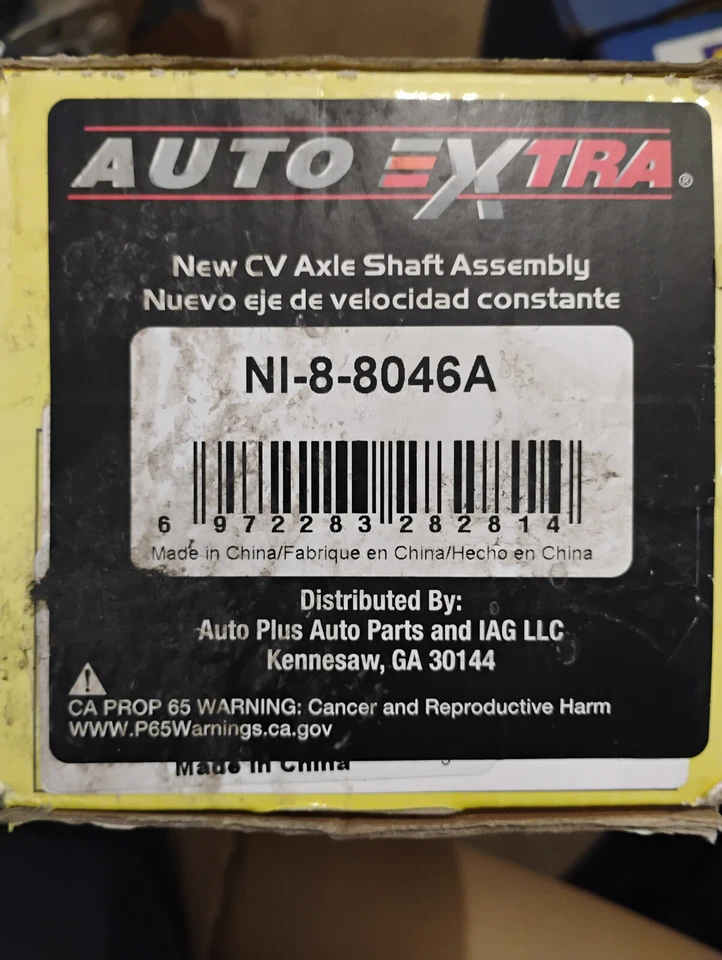 AUTO EXTRA®
New CV Axle Shaft Assembly
Nuevo eje de velocidad constante
NI-8-8046A
6 972283 282814
Made in China/Fabrique en China/Hecho en China
Distributed By:
Auto Plus Auto Parts and IAG LLC
Kennesaw, GA 30144
CA PROP 65 WARNING: Cancer and Reproductive Harm
WWW.P65Warnings.ca.gov
Made in China